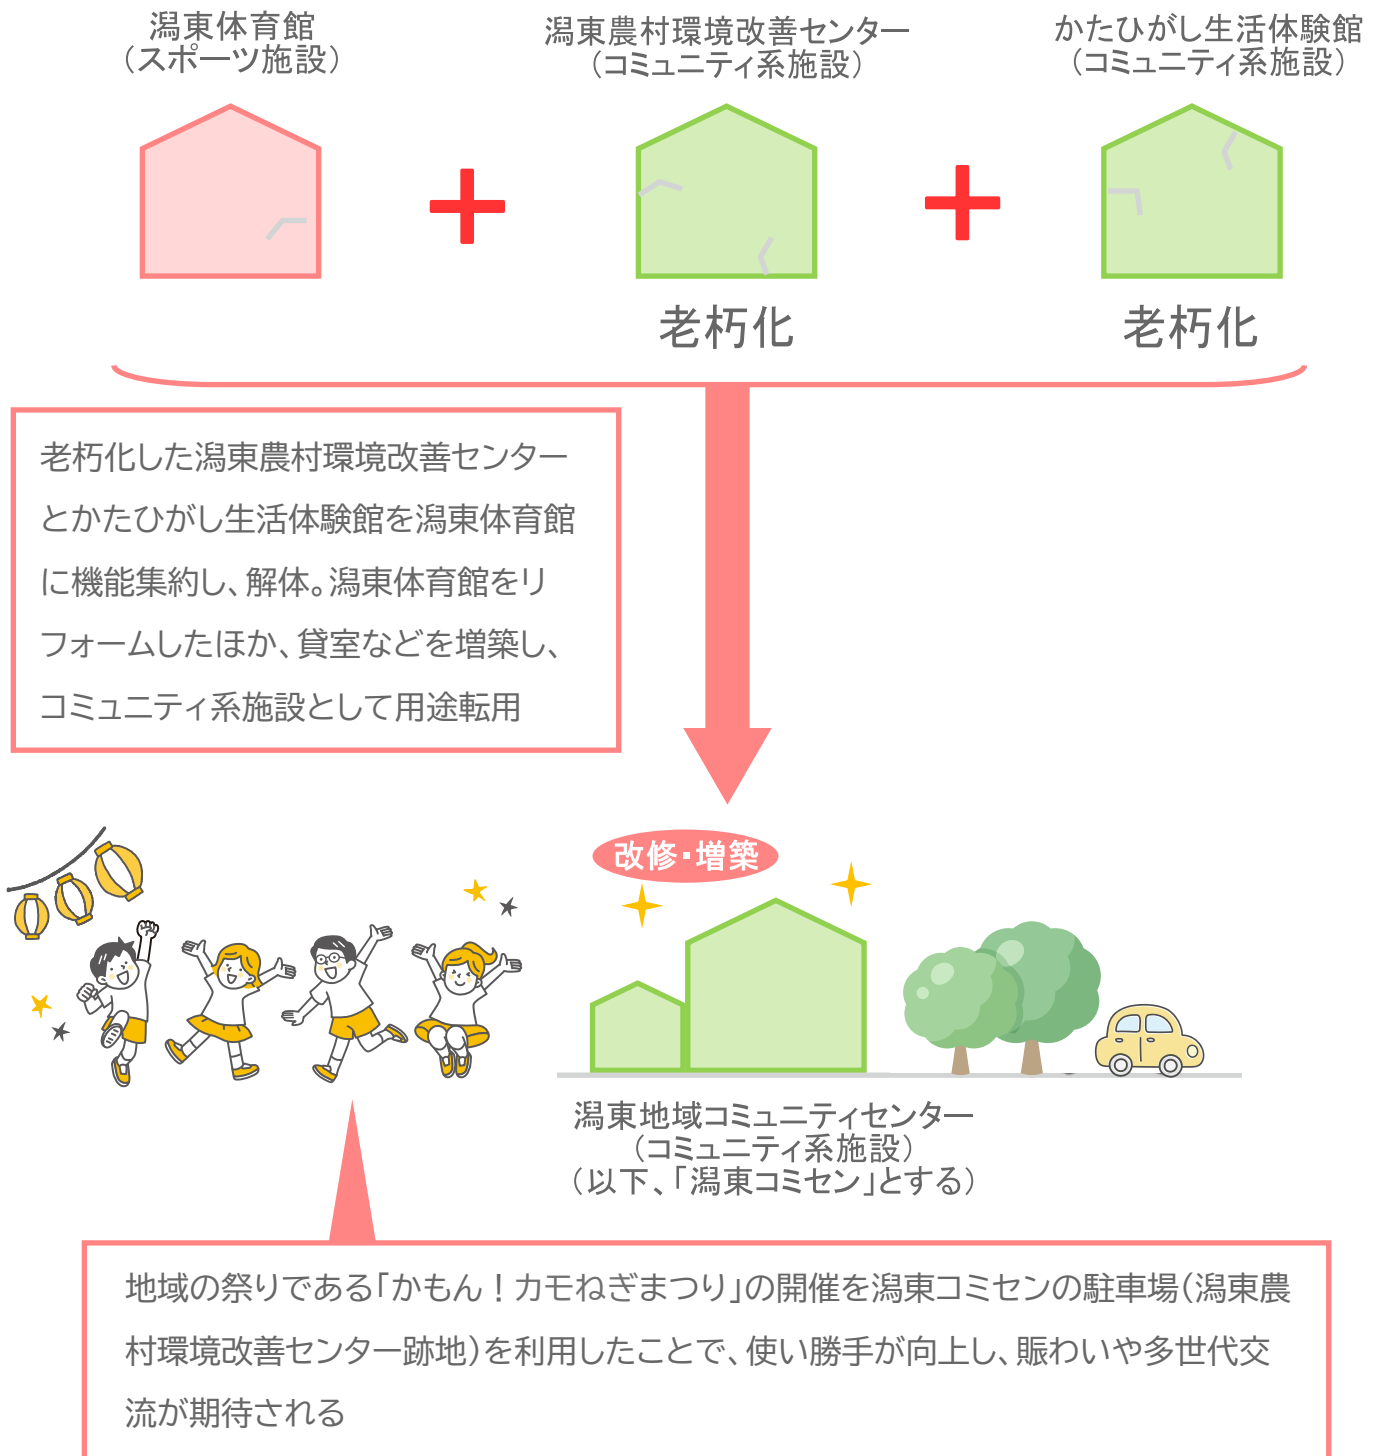 潟東体育館
（スポーツ施設）
潟東農村環境改善センター
（コミュニティ系施設）
かたひがし生活体験館
（コミュニティ系施設）
老朽化
老朽化
老朽化した潟東農村環境改善センター
とかたひがし生活体験館を潟東体育館
に機能集約し、解体。潟東体育館をリ
フォームしたほか、貸室などを増築し、
コミュニティ系施設として用途転用
改修・増築
潟東地域コミュニティセンター
（コミュニティ系施設）
（以下、「潟東コミセン」とする）
地域の祭りである「かもん！カモねぎまつり」の開催を潟東コミセンの駐車場（潟東農
村環境改善センター跡地）を利用したことで、使い勝手が向上し、賑わいや多世代交
流が期待される